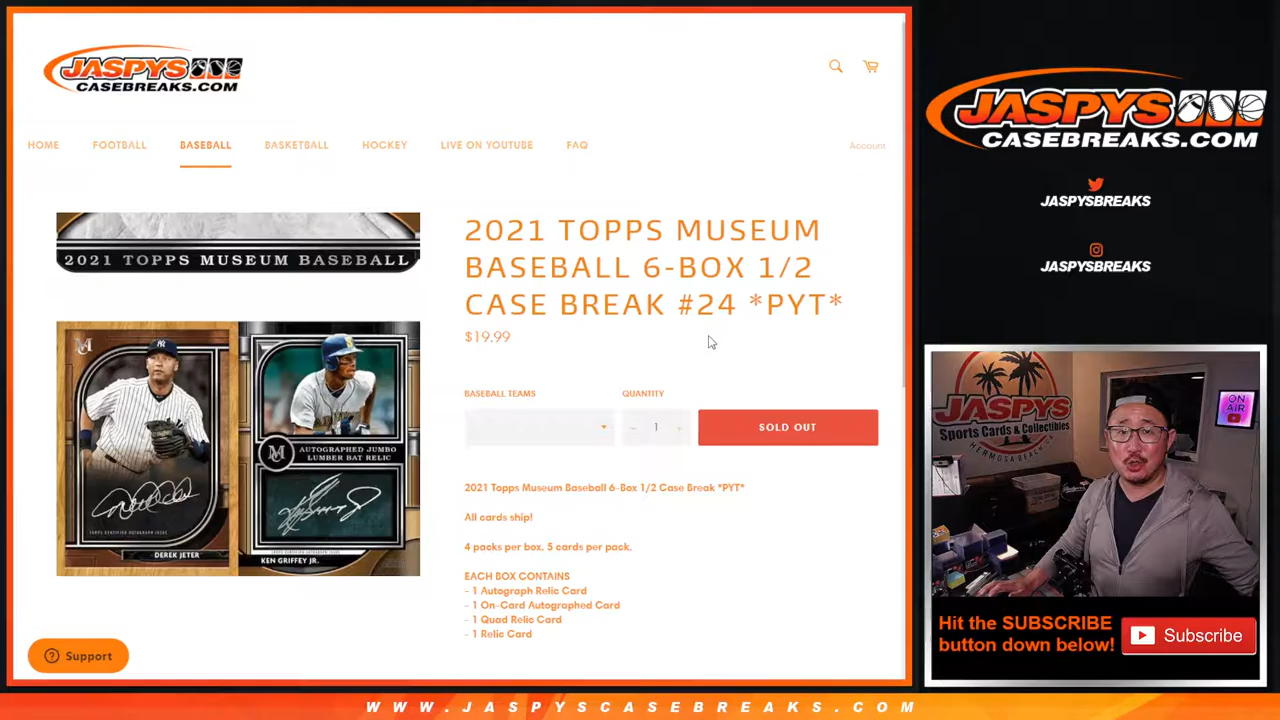 JASPYS
CASEBREAKS.COM
HOME FOOTBALL BASEBALL BASKETBALL HOCKEY LIVE ON YOUTUBE FAQ Account
2021 TOPPS MUSEUM BASEBALL
DEREK JETER
AUTOGRAPHED JUMBO
LUMBER BAT RELIC
KEN GRIFFEY JR.
2021 TOPPS MUSEUM
BASEBALL 6-BOX 1/2
CASE BREAK #24 *PYT*
$19.99
BASEBALL TEAMS QUANTITY
1
SOLD OUT
2021 Topps Museum Baseball 6-Box 1/2 Case Break *PYT*
All cards ship!
4 packs per box. 5 cards per pack.
EACH BOX CONTAINS
- 1 Autograph Relic Card
- 1 On-Card Autographed Card
- 1 Quad Relic Card
- 1 Relic Card
Support
JASPYS
CASEBREAKS.COM
JASPYSBREAKS
JASPYSBREAKS
JASPYS
Sports Cards & Collectibles
HERMOSA BEACH
ON
AIR
Hit the SUBSCRIBE
button down below!
Subscribe
WWW.JASPYSCASEBREAKS.COM